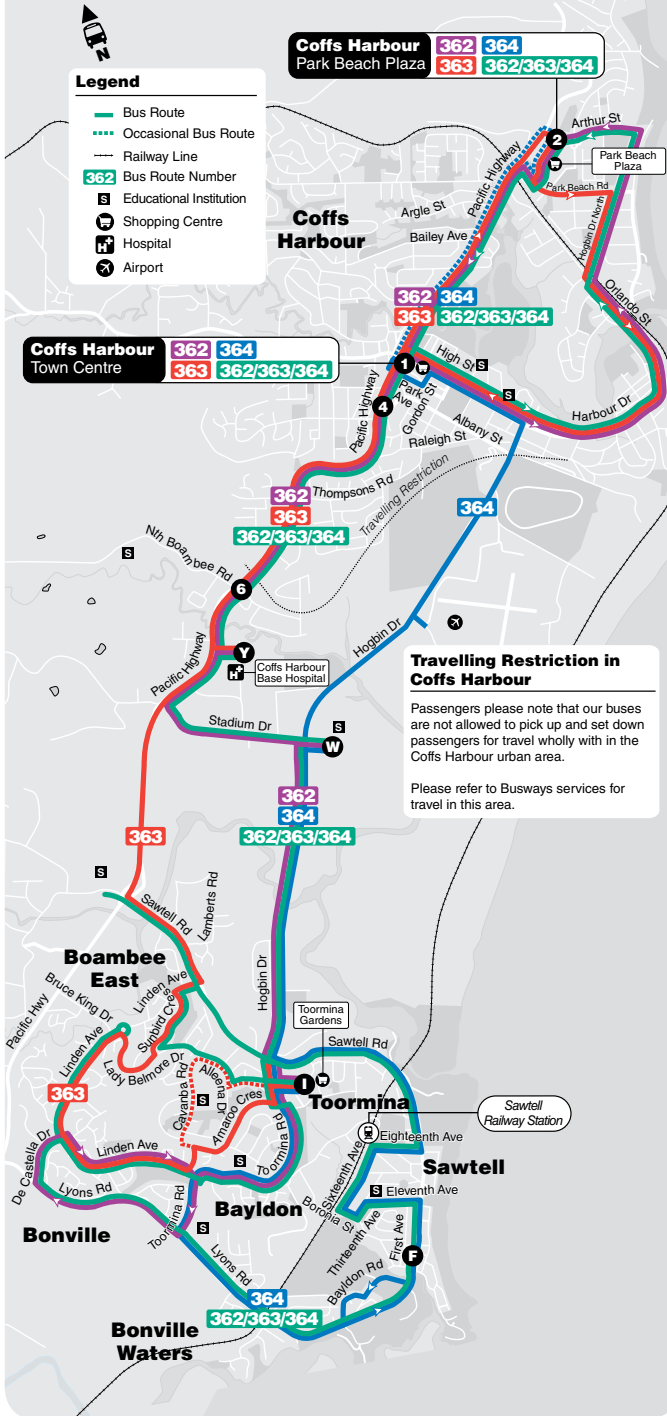 Coffs Harbour
Park Beach Plaza
362 364
363 362/363/364
Legend
Bus Route
Occasional Bus Route
Railway Line
362 Bus Route Number
S Educational Institution
Shopping Centre
H Hospital
Airport
2
Arthur St
Park Beach
Plaza
Pacific Highway
Park Beach Rd
Argyle St
Coffs
Harbour
Bailey Ave
Hogbin Dr North
Orlando St
362 364
363 362/363/364
Coffs Harbour
Town Centre
362 364
363 362/363/364
1
High St
S
S
Park
Ave
Gordon St
Harbour Dr
4
Pacific Highway
Albany St
Raleigh St
Thompsons Rd
Travelling Restriction
362
363
362/363/364
364
Nth Boambee Rd
S
6
Hogbin Dr
Y
H
Coffs Harbour
Base Hospital
Pacific Highway
Travelling Restriction in
Coffs Harbour
Passengers please note that our buses
are not allowed to pick up and set down
passengers for travel wholly with in the
Coffs Harbour urban area.
Please refer to Busways services for
travel in this area.
Stadium Dr
S
W
362
364
362/363/364
363
S
Sawtell Rd
Lamberts Rd
Boambee
East
Hogbin Dr
Linden Ave
Bruce King Dr
Pacific Hwy
Sunbird Cres
Linden Ave
Lady Belmore Dr
Toormina
Gardens
Sawtell Rd
Cavanba Rd
Alleena Dr
S
Amaroo Cres
I
Toormina
363
Sawtell
Railway Station
Eighteenth Ave
Sawtell
De Castella Dr
Linden Ave
S
Toormina Rd
Sixteenth Ave
S
Eleventh Ave
Lyons Rd
Bayldon
Boronia St
Toormina Rd
S
Bonville
Thirteenth Ave
First Ave
F
Lyons Rd
Bayldon Rd
364
362/363/364
Bonville
Waters